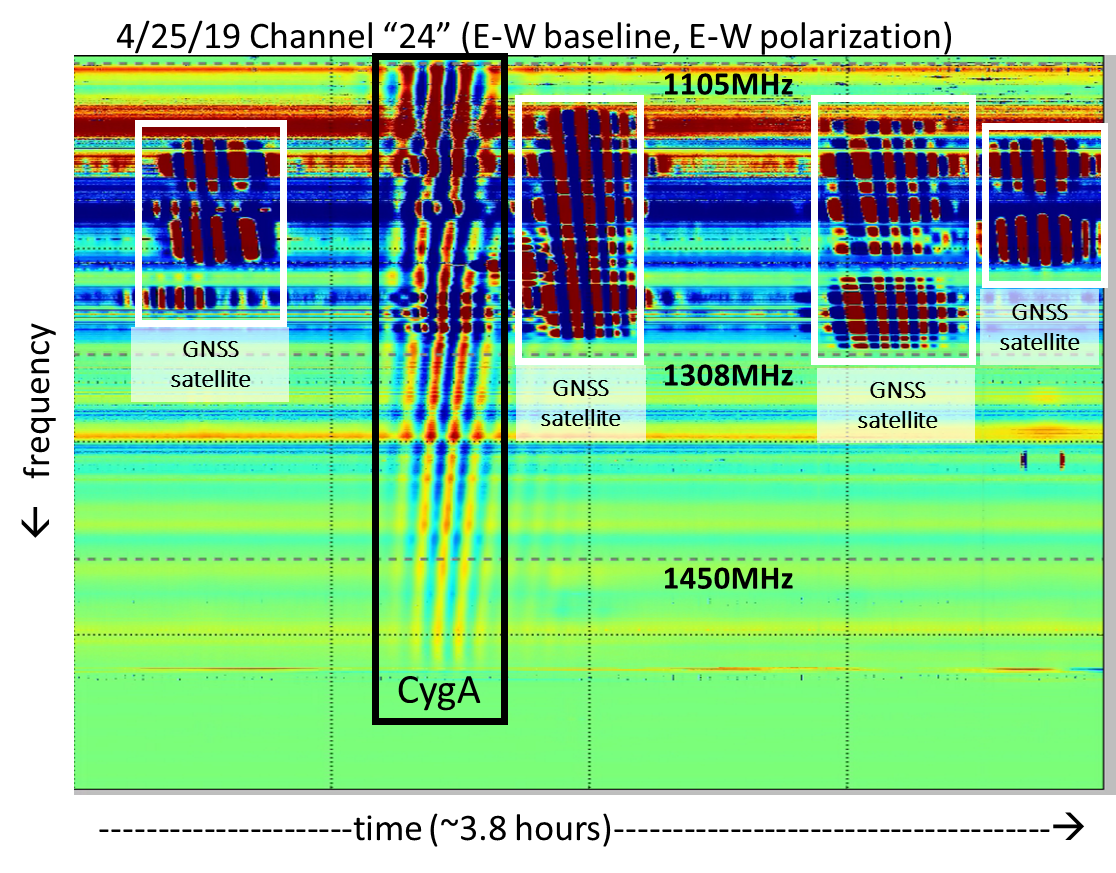 4/25/19 Channel “24” (E-W baseline, E-W polarization)
1105MHz
GNSS
satellite
GNSS
satellite
1308MHz
GNSS
satellite
GNSS
satellite
1450MHz
CygA
← frequency
---------------------time (~3.8 hours)------------------------------------→